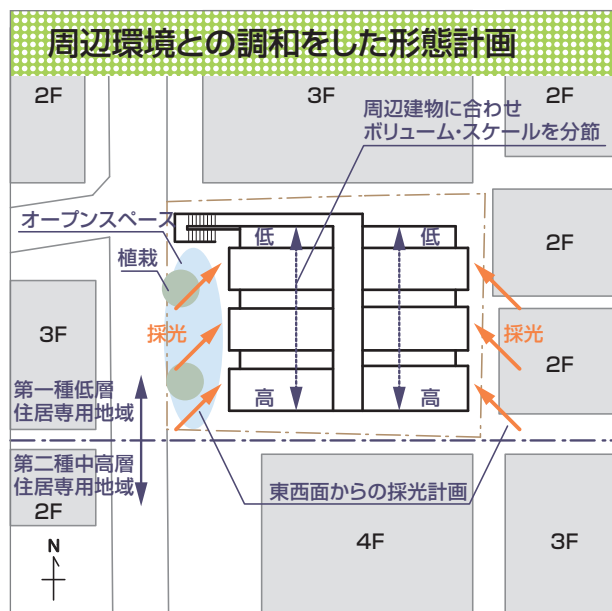 周辺環境との調和をした形態計画
2F
3F
2F
周辺建物に合わせ
ボリューム・スケールを分節
オープンスペース
植栽
低
低
2F
採光
採光
3F
2F
第一種低層
住居専用地域
高
高
第二種中高層
住居専用地域
東西面からの採光計画
2F
4F
3F
N